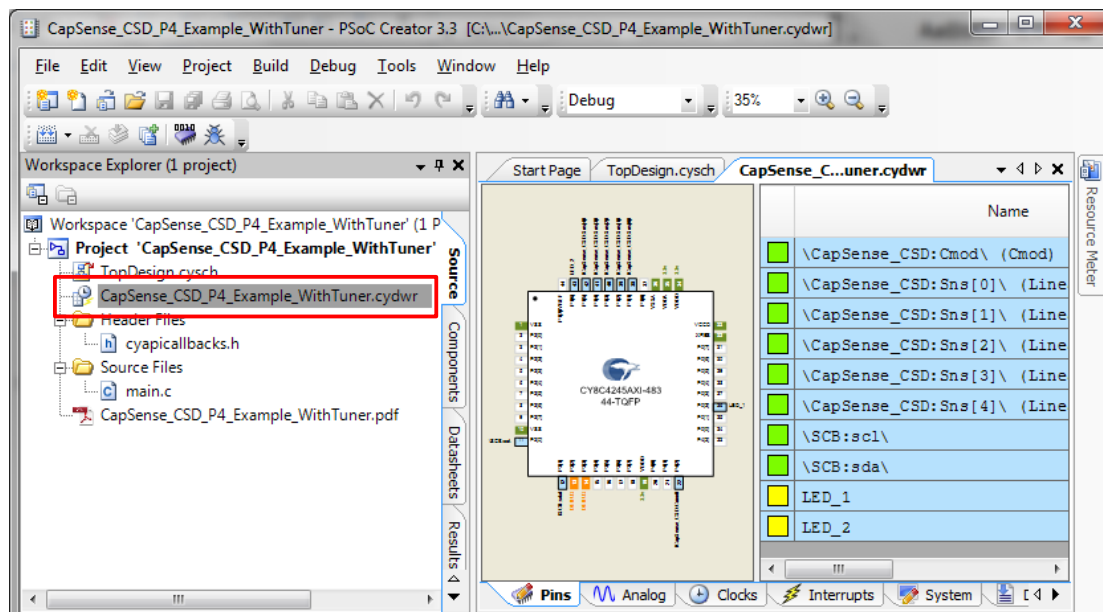 CapSense_CSD_P4_Example_WithTuner - PSoC Creator 3.3 [C:\...\CapSense_CSD_P4_Example_WithTuner.cydwr]
File Edit View Project Build Debug Tools Window Help
Debug 35%
Workspace Explorer (1 project)
Start Page TopDesign.cysch CapSense_C...uner.cydwr
Workspace 'CapSense_CSD_P4_Example_WithTuner' (1 P
Project 'CapSense_CSD_P4_Example_WithTuner'
TopDesign.cysch
CapSense_CSD_P4_Example_WithTuner.cydwr
Header Files
cyapicallbacks.h
Source Files
main.c
CapSense_CSD_P4_Example_WithTuner.pdf
Source
Components
Datasheets
Results
CY8C4245AXI-483
44-TQFP
LED_1
LED_2
Name
\CapSense_CSD:Cmod\ (Cmod)
\CapSense_CSD:Sns[0]\ (Line
\CapSense_CSD:Sns[1]\ (Line
\CapSense_CSD:Sns[2]\ (Line
\CapSense_CSD:Sns[3]\ (Line
\CapSense_CSD:Sns[4]\ (Line
\SCB:scl\
\SCB:sda\
LED_1
LED_2
Pins Analog Clocks Interrupts System
Resource Meter